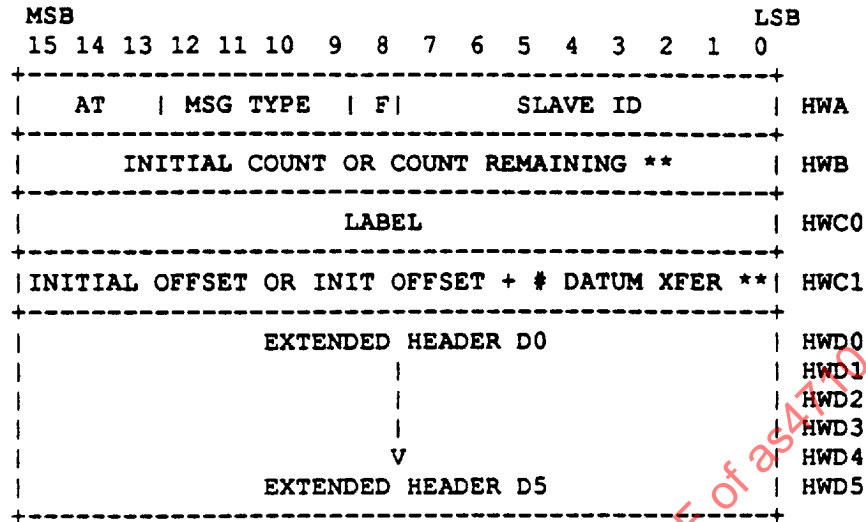 MSB LSB
15 14 13 12 11 10 9 8 7 6 5 4 3 2 1 0
AT | MSG TYPE | F| SLAVE ID | HWA
INITIAL COUNT OR COUNT REMAINING ** | HWB
LABEL | HWC0
|INITIAL OFFSET OR INIT OFFSET + # DATUM XFER **| HWC1
EXTENDED HEADER D0 | HWD0
HWD1
HWD2
HWD3
V HWD4
EXTENDED HEADER D5 | HWD5
F of as4710